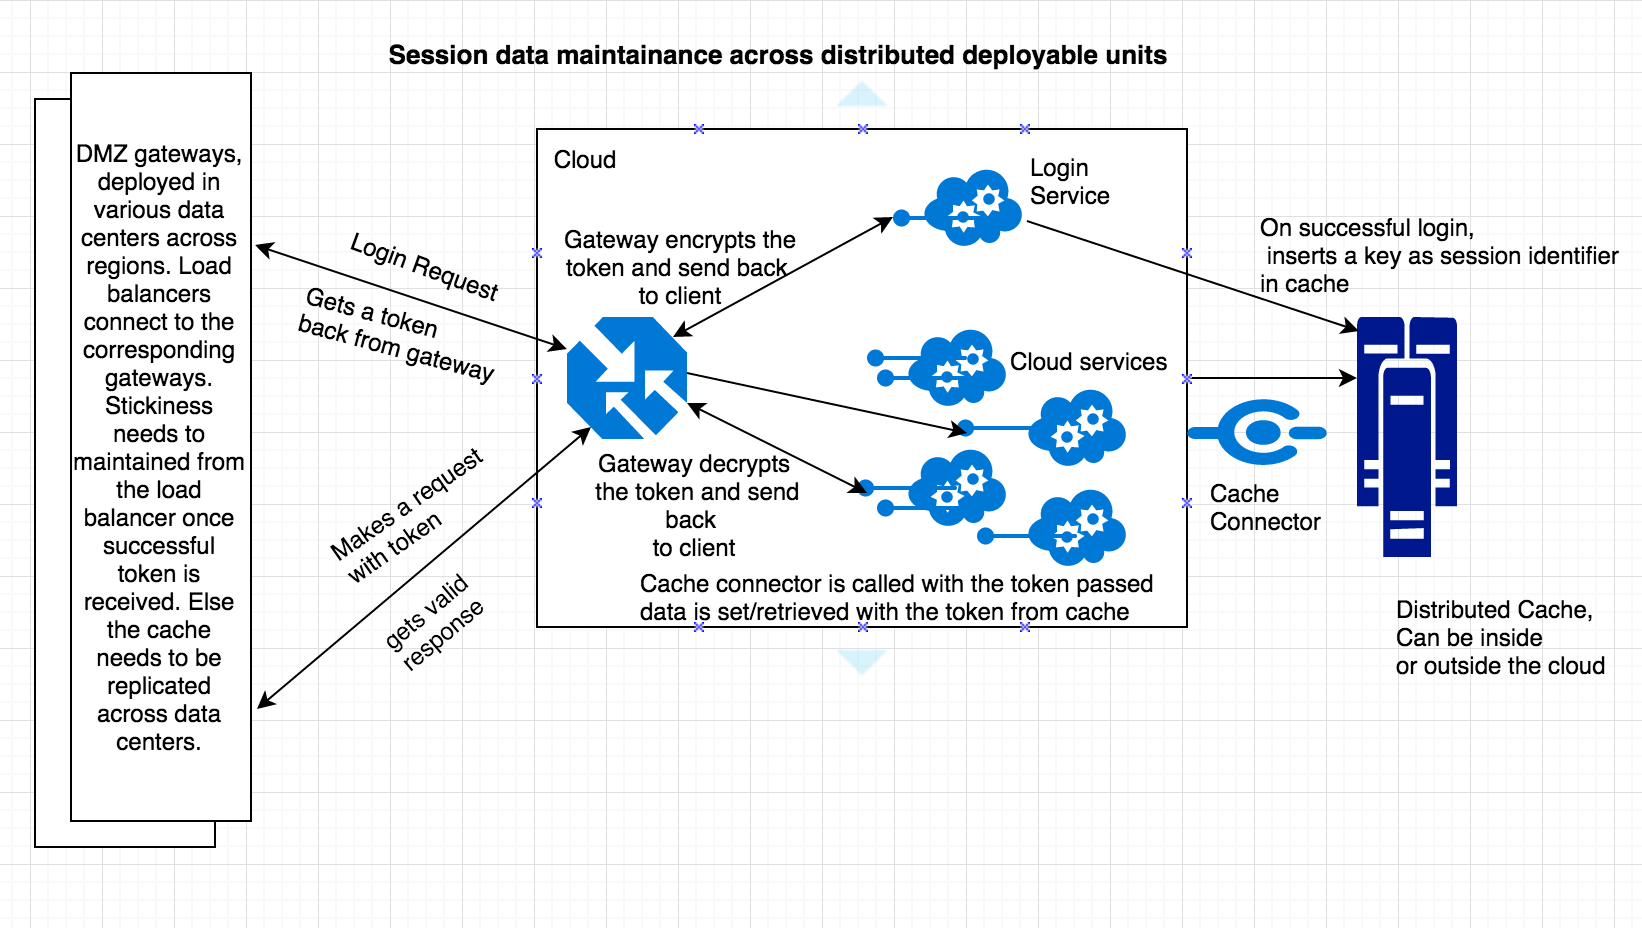 Session data maintainance across distributed deployable units
DMZ gateways,
deployed in
various data
centers across
regions. Load
balancers
connect to the
corresponding
gateways.
Stickiness
needs to
maintained from
the load
balancer once
successful
token is
received. Else
the cache
needs to be
replicated
across data
centers.
Login Request
Gets a token
back from gateway
Makes a request
with token
gets valid
response
Cloud
Gateway encrypts the
token and send back
to client
Login
Service
Cloud services
Gateway decrypts
the token and send
back
to client
Cache connector is called with the token passed
data is set/retrieved with the token from cache
On successful login,
inserts a key as session identifier
in cache
Cache
Connector
Distributed Cache,
Can be inside
or outside the cloud